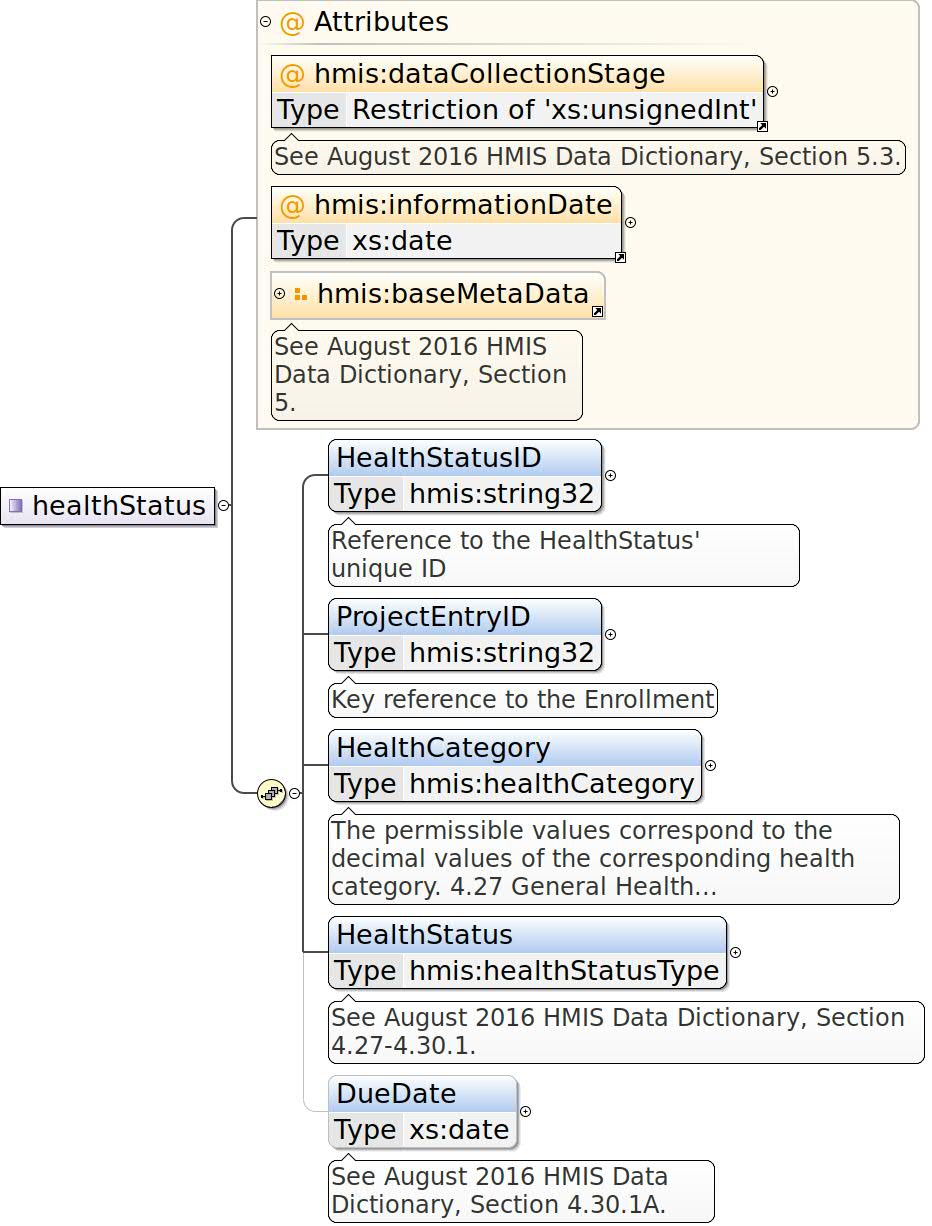 @ Attributes
@ hmis:dataCollectionStage
Type Restriction of 'xs:unsignedInt'
See August 2016 HMIS Data Dictionary, Section 5.3.
@ hmis:informationDate
Type xs:date
hmis:baseMetaData
See August 2016 HMIS
Data Dictionary, Section
5.
healthStatus
HealthStatusID
Type hmis:string32
Reference to the HealthStatus'
unique ID
ProjectEntryID
Type hmis:string32
Key reference to the Enrollment
HealthCategory
Type hmis:healthCategory
The permissible values correspond to the
decimal values of the corresponding health
category. 4.27 General Health...
HealthStatus
Type hmis:healthStatusType
See August 2016 HMIS Data Dictionary, Section
4.27-4.30.1.
DueDate
Type xs:date
See August 2016 HMIS Data
Dictionary, Section 4.30.1A.